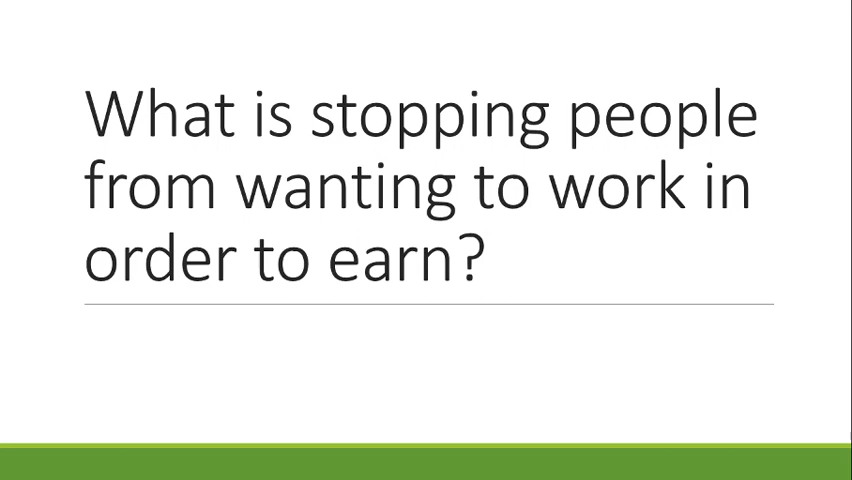 What is stopping people
from wanting to work in
order to earn?